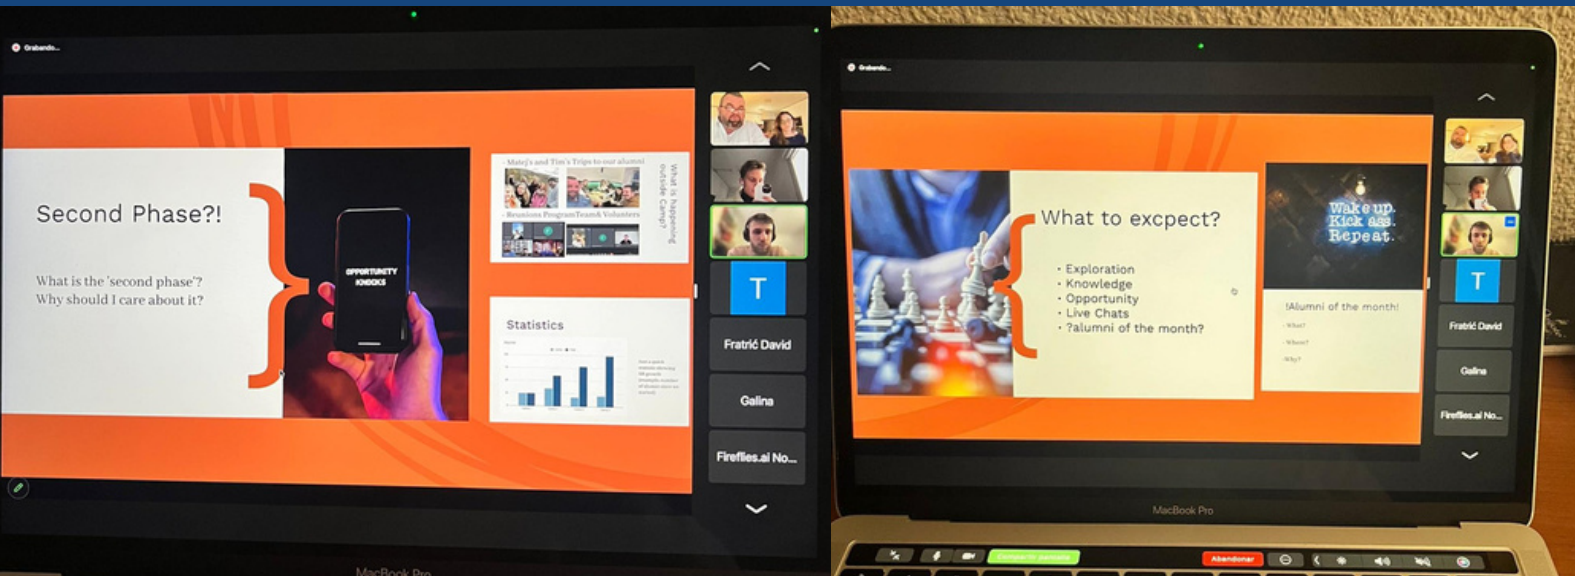 Grabando...
Second Phase?!
What is the 'second phase'?
Why should I care about it?
OPPORTUNITY
KNOCKS
- Matej's and Tim's Trips to our alumni
- Reunions ProgramTeam& Volunters
What is happening
outside Camp?
Statistics
T
Fratrić David
Galina
Fireflies.ai No...
MacBook Pro
Grabando...
What to excpect?
• Exploration
• Knowledge
• Opportunity
• Live Chats
• ?alumni of the month?
Wake up.
Kick ass.
Repeat.
!Alumni of the month!
- What?
- Where?
-Why?
T
Fratrić David
Galina
Fireflies.ai No...
MacBook Pro
Compartir pantalla
Abandonar